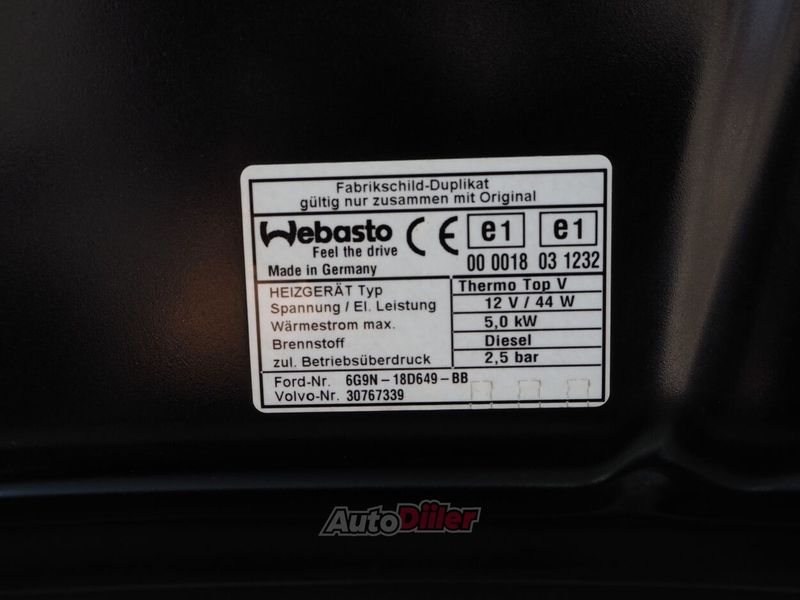 Fabrikschild-Duplikat
gültig nur zusammen mit Original
Webasto
Feel the drive
Made in Germany
CE
e1
00 0018
e1
03 1232
HEIZGERÄT Typ Thermo Top V
Spannung / El. Leistung 12 V / 44 W
Wärmestrom max. 5,0 kW
Brennstoff Diesel
zul. Betriebsüberdruck 2,5 bar
Ford-Nr. 6G9N-18D649-BB
Volvo-Nr. 30767339
AutoDiiler